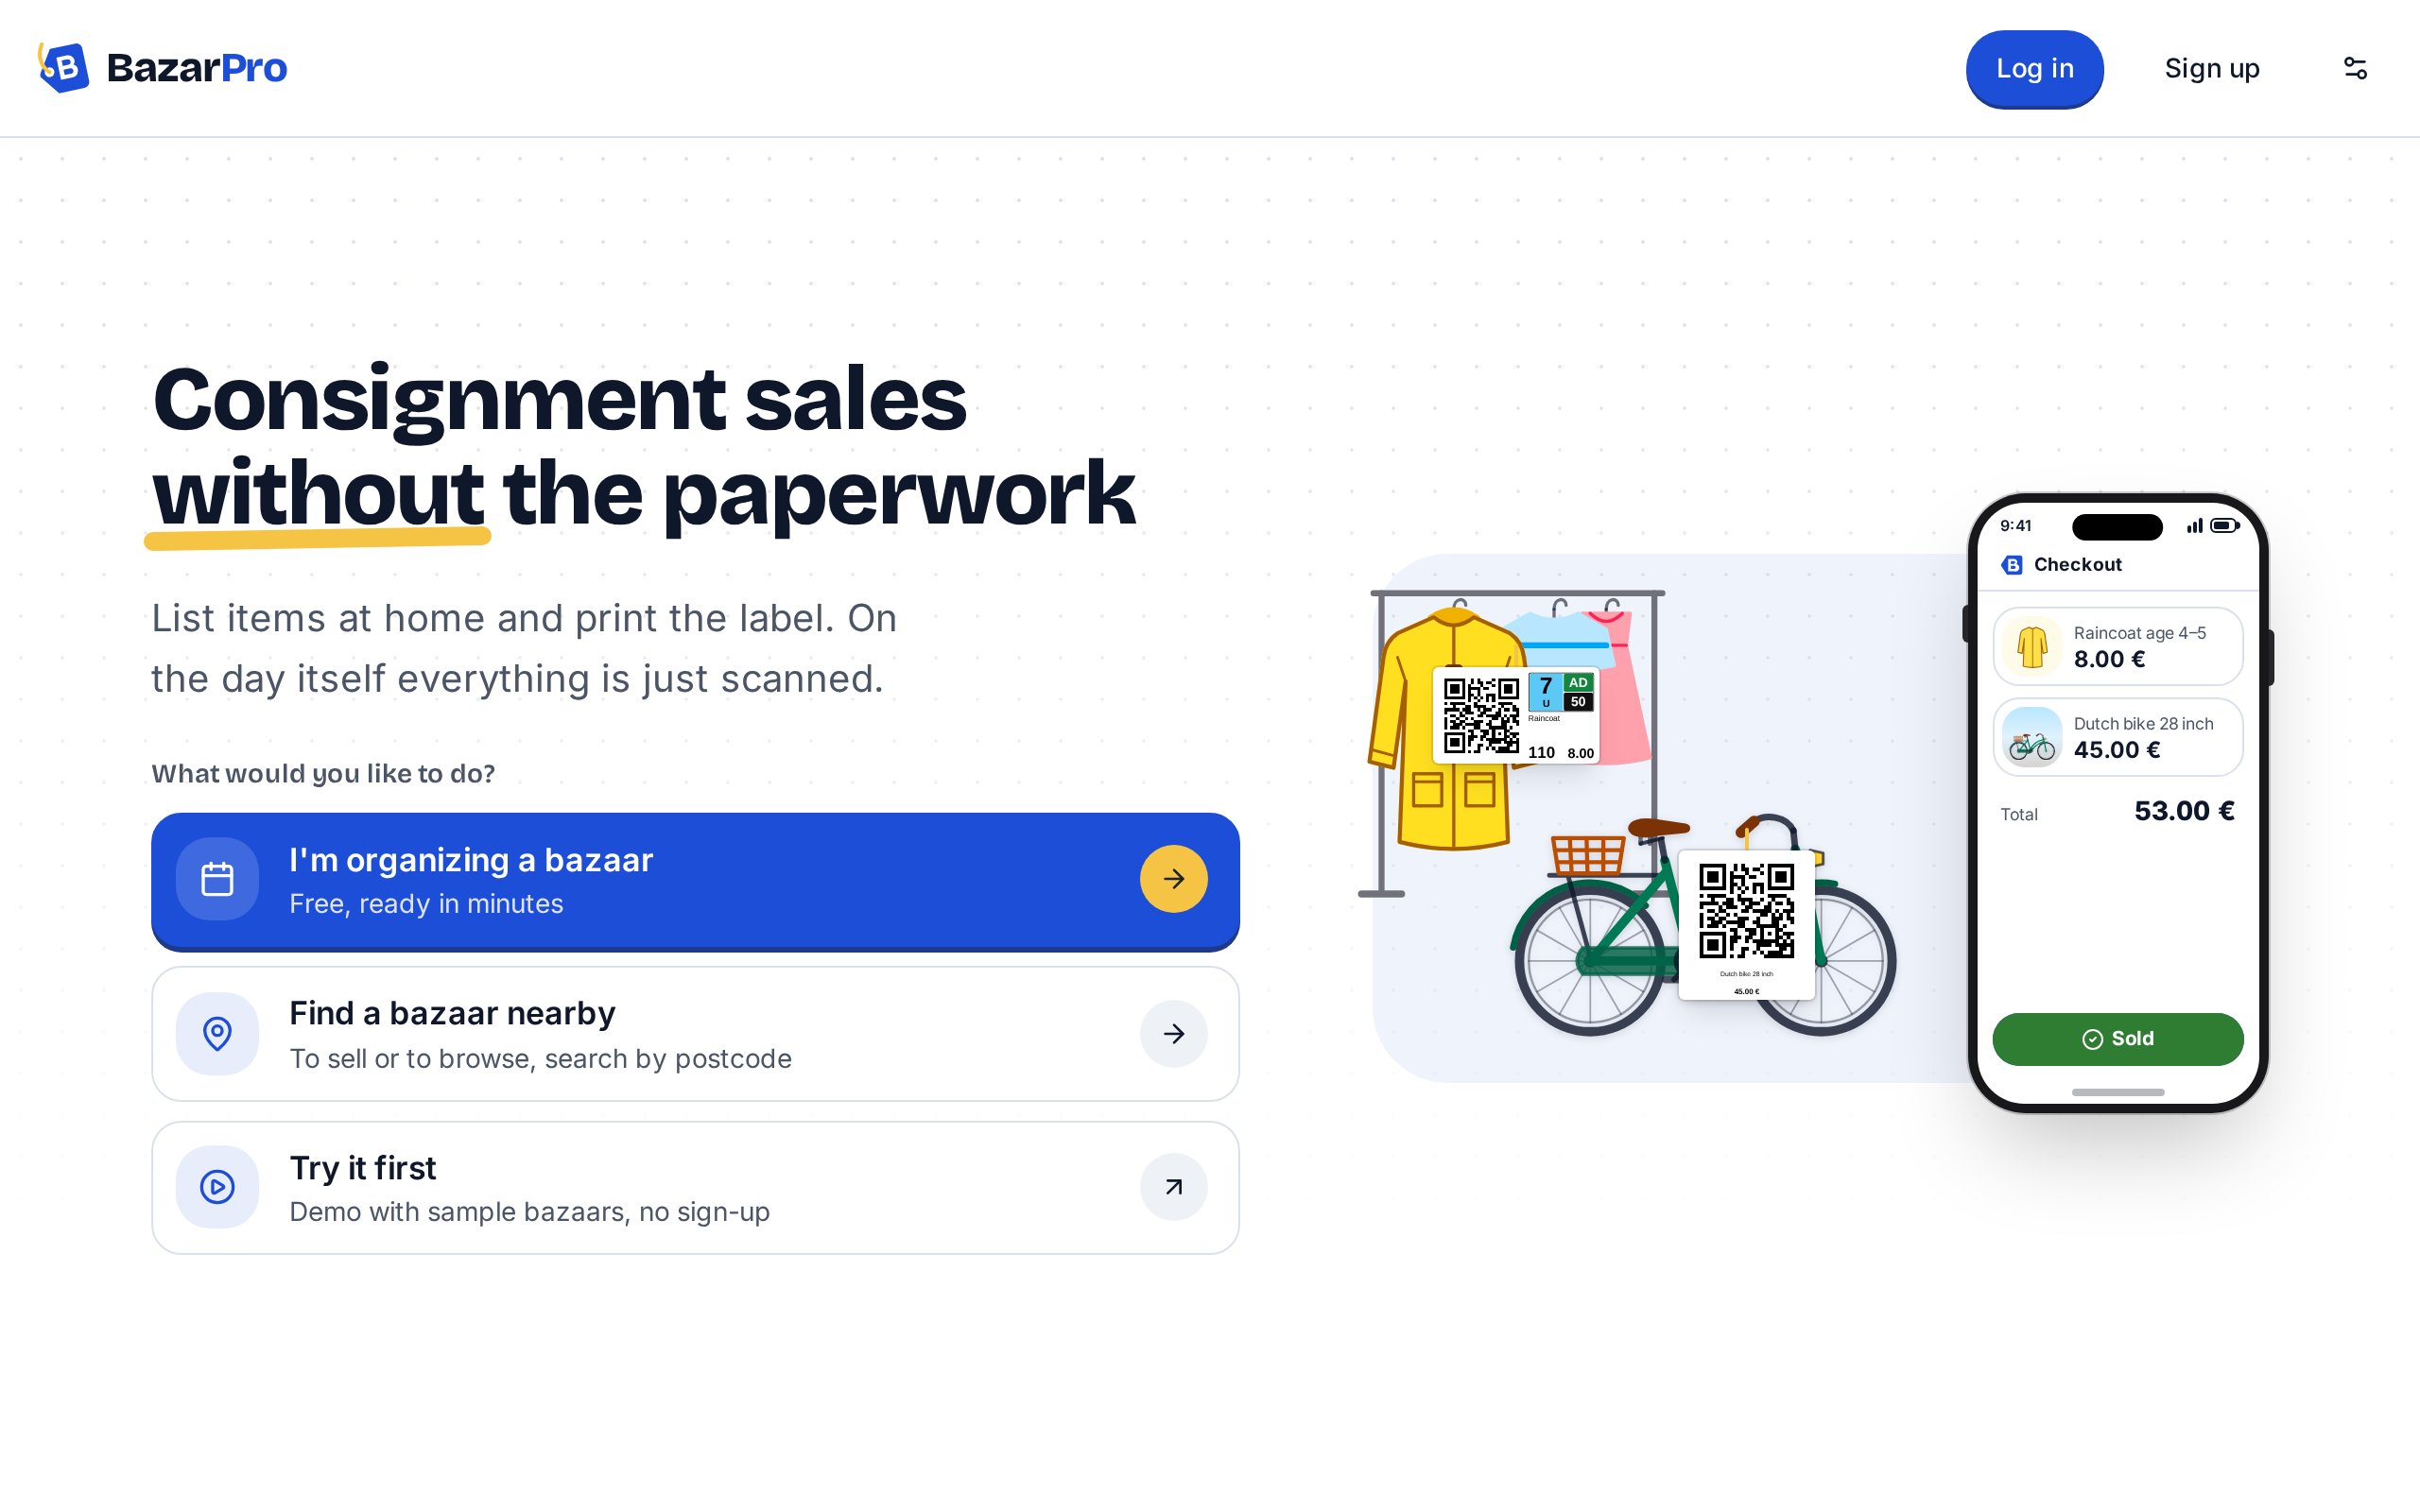 BazarPro
Log in
Sign up
Consignment sales
without the paperwork
List items at home and print the label. On
the day itself everything is just scanned.
What would you like to do?
I'm organizing a bazaar
Free, ready in minutes
Find a bazaar nearby
To sell or to browse, search by postcode
Try it first
Demo with sample bazaars, no sign-up
7
U
AD
50
Raincoat
110 8.00
Dutch bike 28 inch
45.00 €
9:41
Checkout
Raincoat age 4–5
8.00 €
Dutch bike 28 inch
45.00 €
Total 53.00 €
Sold